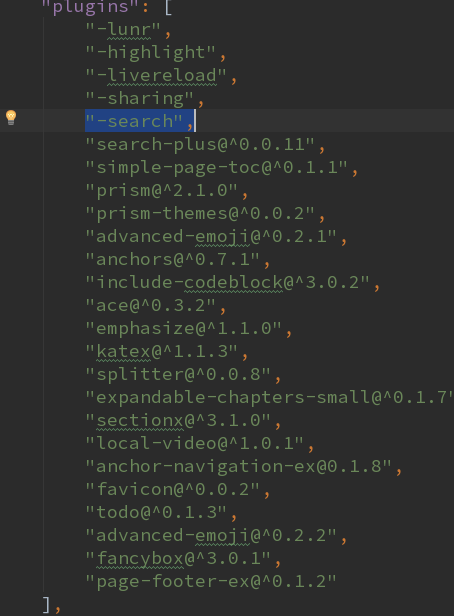 "plugins": [
"-lunr",
"-highlight",
"-livereload",
"-sharing",
"-search",
"search-plus@^0.0.11",
"simple-page-toc@^0.1.1",
"prism@^2.1.0",
"prism-themes@^0.0.2",
"advanced-emoji@^0.2.1",
"anchors@^0.7.1",
"include-codeblock@^3.0.2",
"ace@^0.3.2",
"emphasize@^1.1.0",
"katex@^1.1.3",
"splitter@^0.0.8",
"expandable-chapters-small@^0.1.7"
"sectionx@^3.1.0",
"local-video@^1.0.1",
"anchor-navigation-ex@0.1.8",
"favicon@^0.0.2",
"todo@^0.1.3",
"advanced-emoji@^0.2.2",
"fancybox@^3.0.1",
"page-footer-ex@^0.1.2"
],